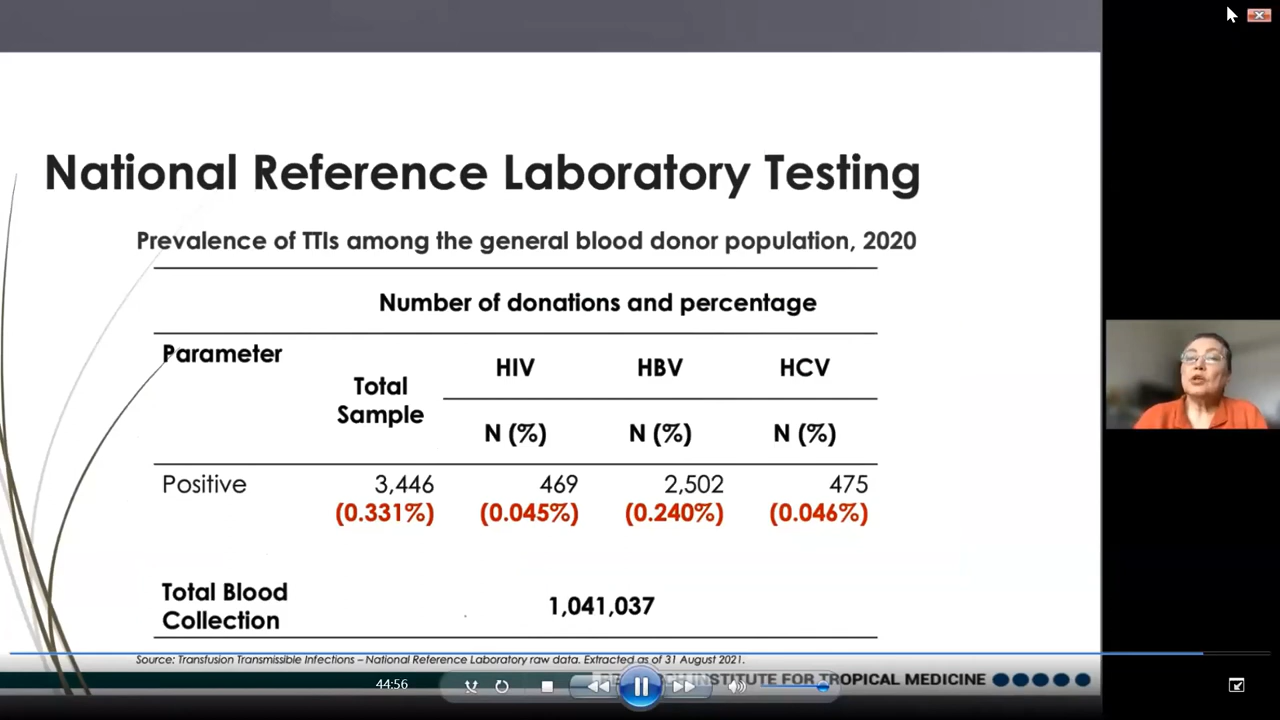 National Reference Laboratory Testing
Prevalence of TTIs among the general blood donor population, 2020
Number of donations and percentage
Parameter
Total
Sample
HIV
HBV
HCV
N (%)
N (%)
N (%)
Positive
3,446
469
2,502
475
(0.331%)
(0.045%)
(0.240%)
(0.046%)
Total Blood
Collection
1,041,037
Source: Transfusion Transmissible Infections – National Reference Laboratory raw data. Extracted as of 31 August 2021.
44:56
INSTITUTE FOR TROPICAL MEDICINE